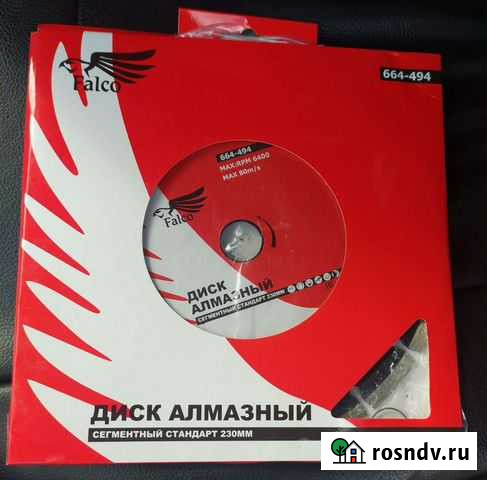 Falco
664-494
664-494
MAX:RPM 6400
MAX 80m/s
Falco
ДИСК
АЛМАЗНЫЙ
СЕГМЕНТНЫЙ СТАНДАРТ 230ММ
ДИСК АЛМАЗНЫЙ
СЕГМЕНТНЫЙ СТАНДАРТ 230ММ
rosndv.ru